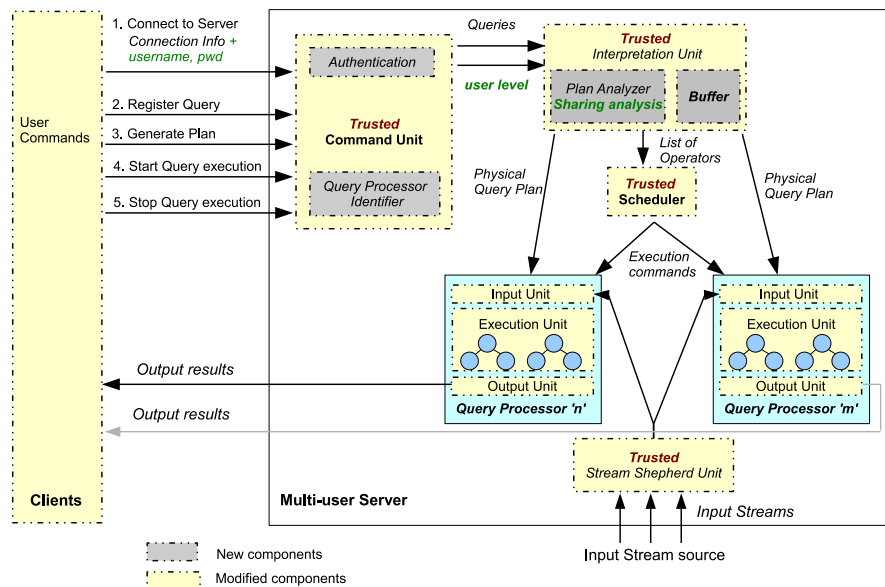 1. Connect to Server
Connection Info +
username, pwd
2. Register Query
3. Generate Plan
4. Start Query execution
5. Stop Query execution
User
Commands
Clients
Authentication
Trusted
Command Unit
Query Processor
Identifier
Queries
user level
Trusted
Interpretation Unit
Plan Analyzer
Sharing analysis
Buffer
List of
Operators
Physical
Query Plan
Physical
Query Plan
Trusted
Scheduler
Execution
commands
Input Unit
Execution Unit
Output Unit
Query Processor 'n'
Input Unit
Execution Unit
Output Unit
Query Processor 'm'
Output results
Output results
Trusted
Stream Shepherd Unit
Multi-user Server
Input Streams
Input Stream source
New components
Modified components